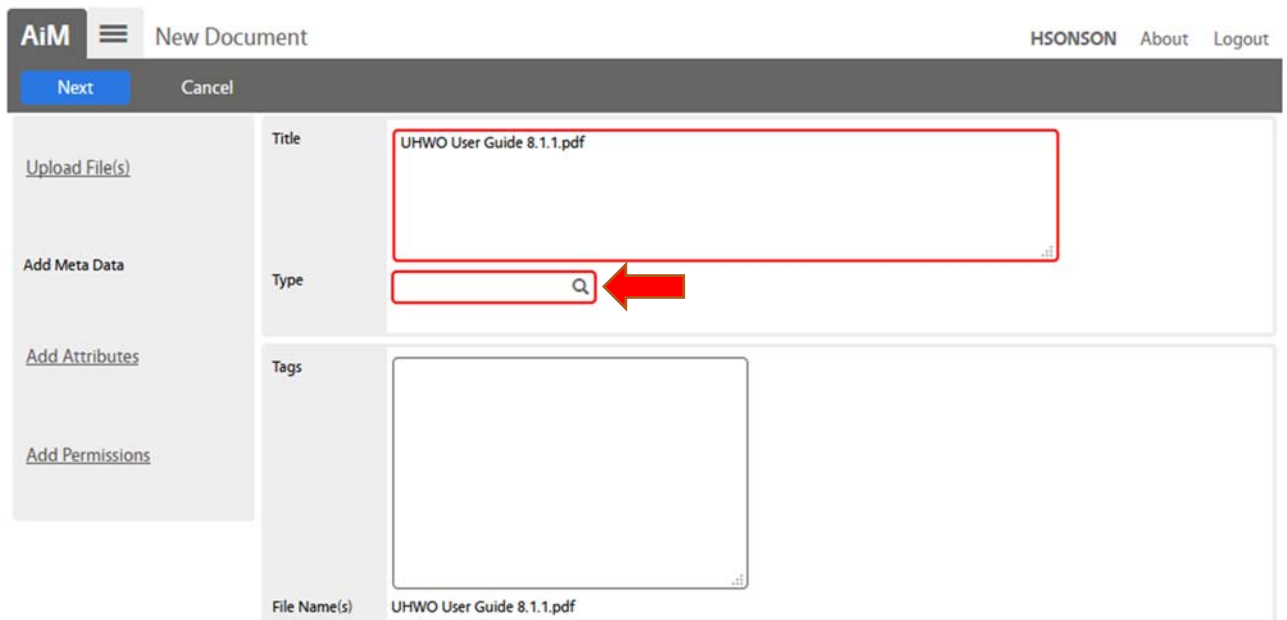 AiM New Document HSONSON About Logout
Next Cancel
Upload File(s)
Add Meta Data
Add Attributes
Add Permissions
Title UHWO User Guide 8.1.1.pdf
Type
Tags
File Name(s) UHWO User Guide 8.1.1.pdf